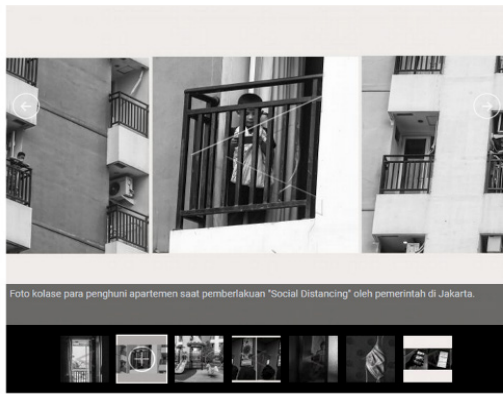 Foto kolase para penghuni apartemen saat pemberlakuan "Social Distancing" oleh pemerintah di Jakarta.